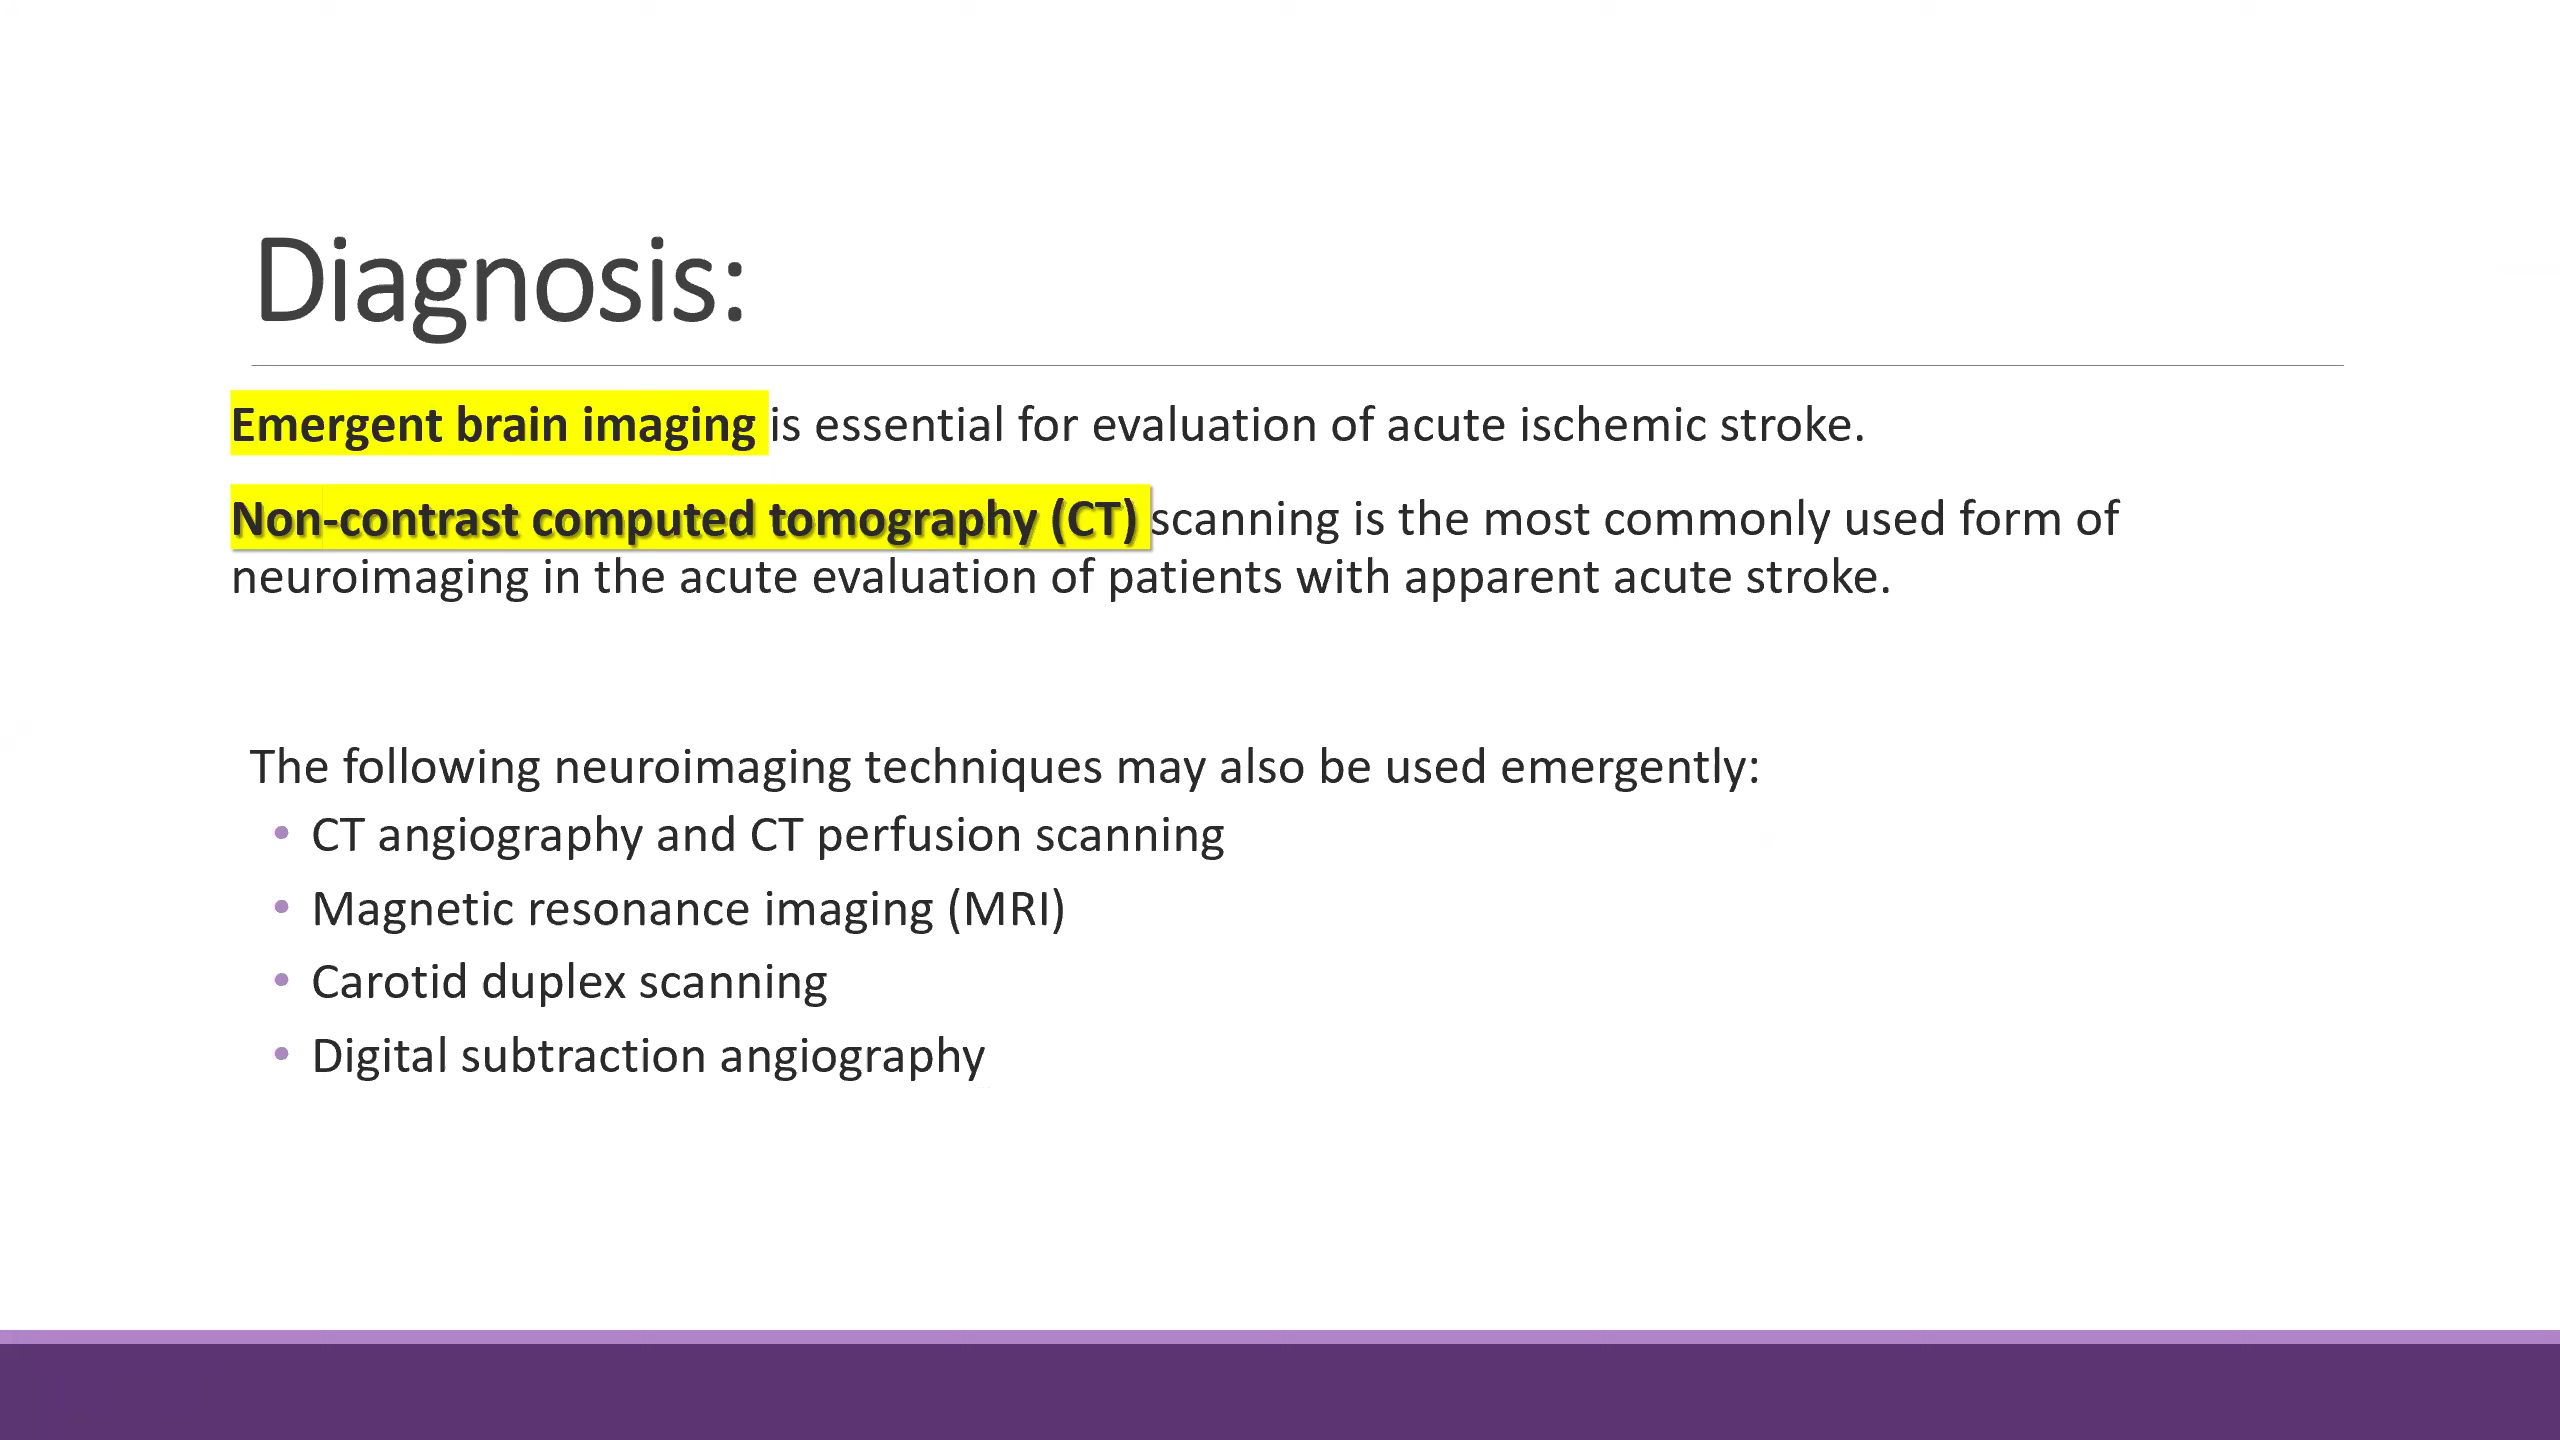 Diagnosis:
Emergent brain imaging is essential for evaluation of acute ischemic stroke.
Non-contrast computed tomography (CT) scanning is the most commonly used form of
neuroimaging in the acute evaluation of patients with apparent acute stroke.
The following neuroimaging techniques may also be used emergently:
• CT angiography and CT perfusion scanning
• Magnetic resonance imaging (MRI)
• Carotid duplex scanning
• Digital subtraction angiography